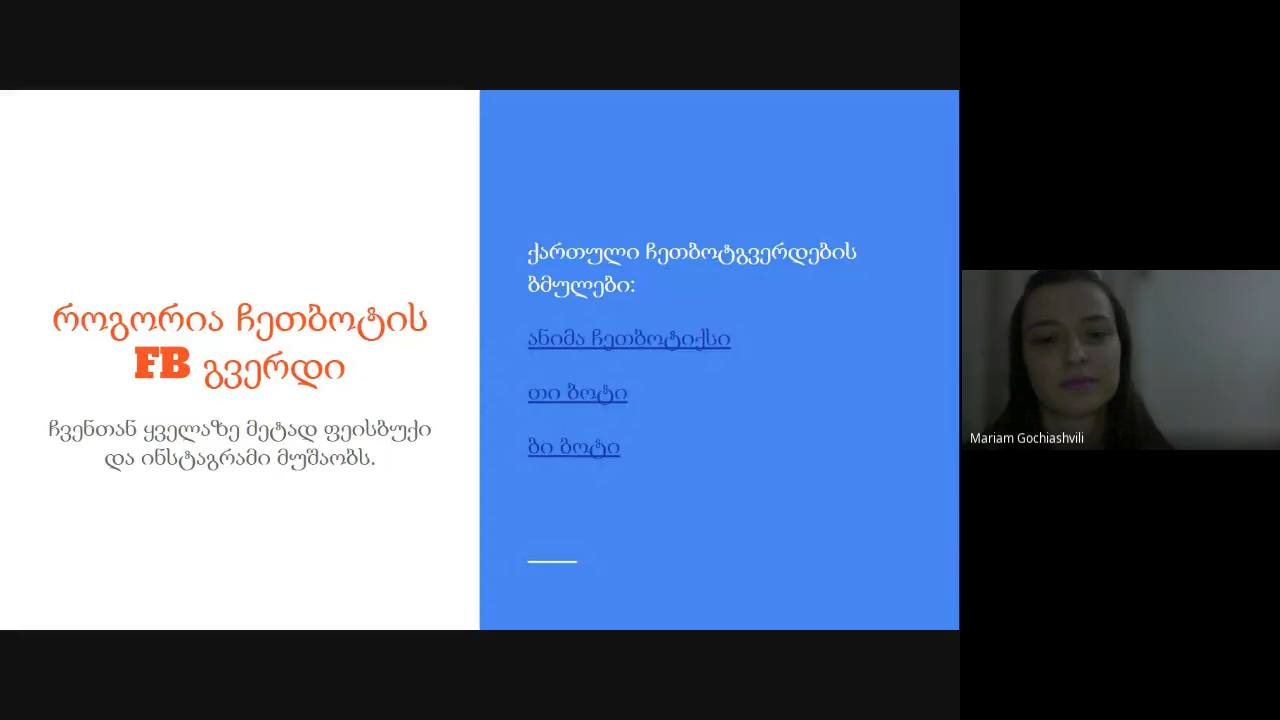 როგორია ჩეთბოტის
FB გვერდი
ჩვენთან ყველაზე მეტად ფეისბუქი
და ინსტაგრამი მუშაობს.
ქართული ჩეთბოტგვერდების
ბმულები:
ანიმა ჩეთბოტიქსი
თი ბოტი
ბი ბოტი
Mariam Gochiashvili